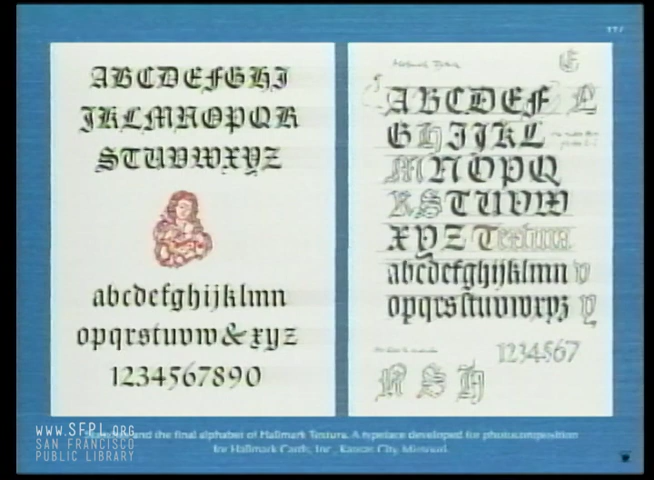 ABCDEFGHI
JKLMNOPQR
STUVWXYZ
abcdefghijklmn
opqrstuvw&xyz
1234567890
ABCDEF
GHIJKL
MNOPQ
RSTUVW
XYZ Textura
abcdefghijklmn
opqrstuvwxyz
1234567
N S H
and the final alphabet of Hallmark Textura. A typeface developed for photocomposition
for Hallmark Cards, Inc., Kansas City, Missouri.
www.SFPL.ORG
SAN FRANCISCO
PUBLIC LIBRARY